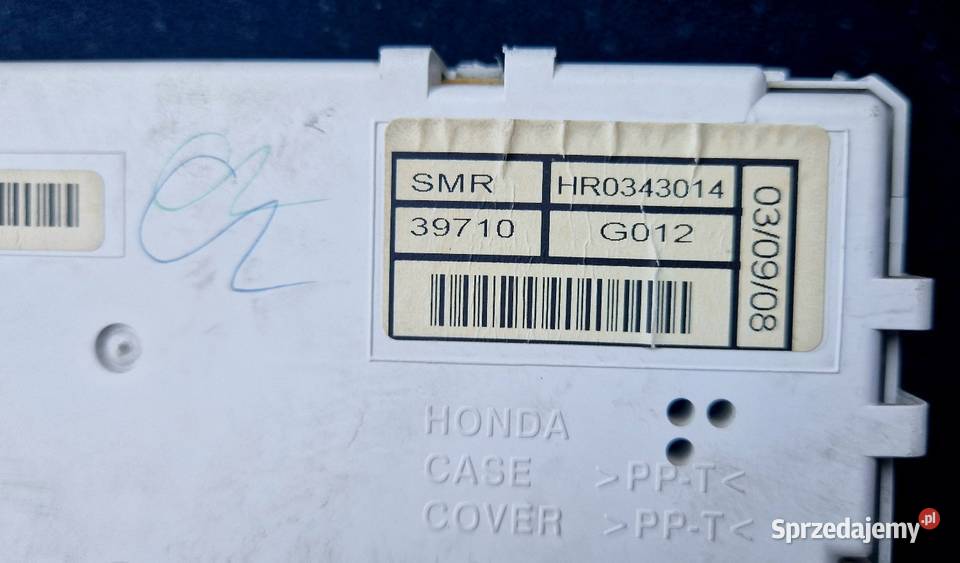 SMR HR0343014
39710 G012
03/09/08
HONDA
CASE >PP-T<
COVER >PP-T<
Sprzedajemy.pl